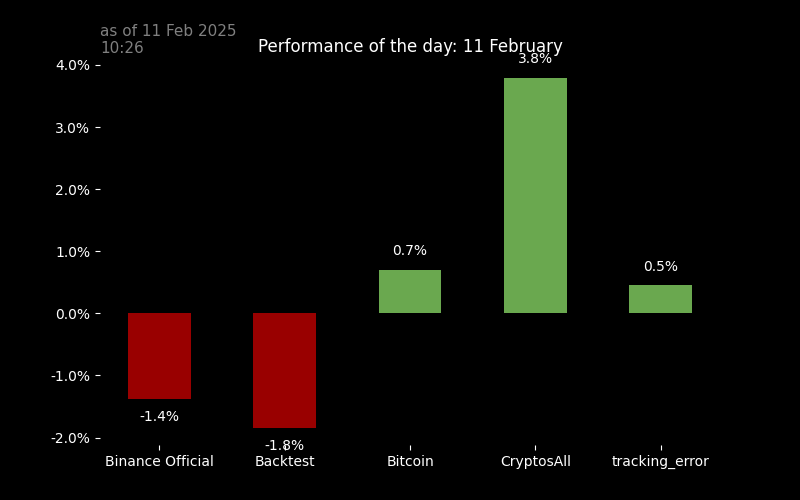 as of 11 Feb 2025
10:26
Performance of the day: 11 February
4.0%
3.0%
2.0%
1.0%
0.0%
-1.0%
-2.0%
-1.4%
-1.8%
0.7%
3.8%
0.5%
Binance Official
Backtest
Bitcoin
CryptosAll
tracking_error